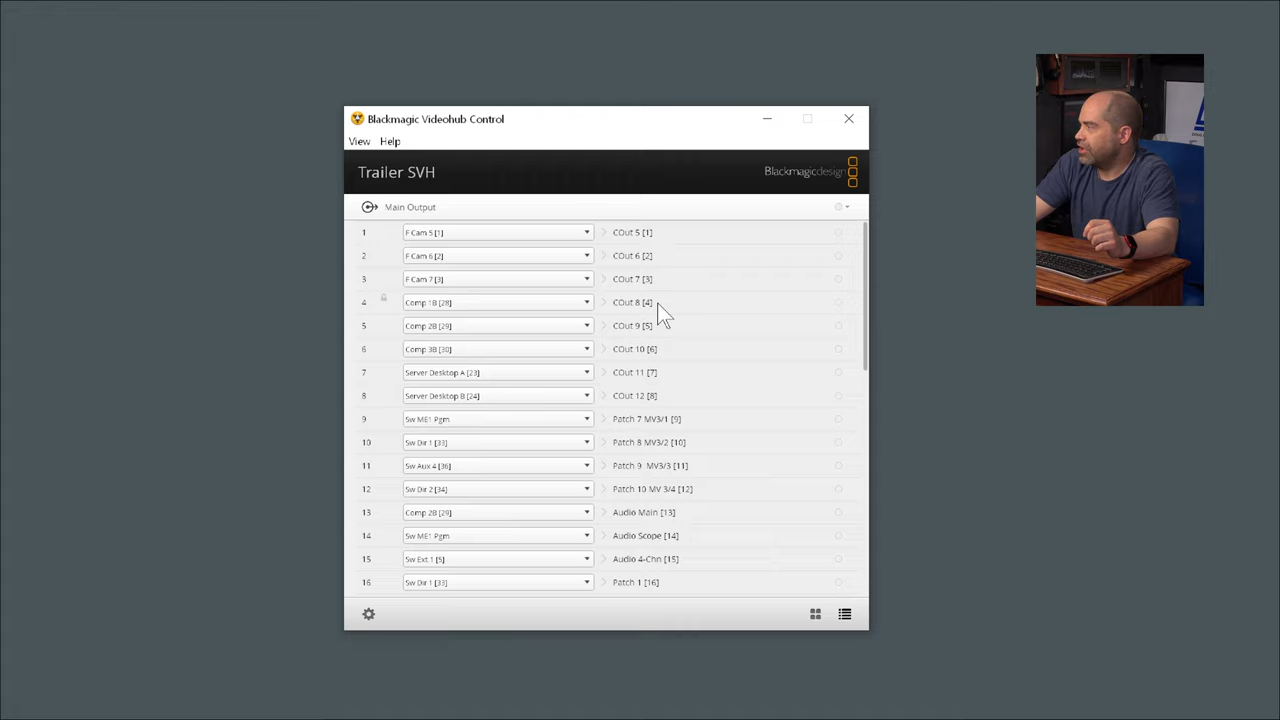 Blackmagic Videohub Control
View Help
Trailer SVH
Blackmagicdesign
Main Output
1 F Cam 5 [1] COut 5 [1]
2 F Cam 6 [2] COut 6 [2]
3 F Cam 7 [3] COut 7 [3]
4 Comp 1B [28] COut 8 [4]
5 Comp 2B [29] COut 9 [5]
6 Comp 3B [30] COut 10 [6]
7 Server Desktop A [23] COut 11 [7]
8 Server Desktop B [24] COut 12 [8]
9 Sw ME1 Pgm Patch 7 MV3/1 [9]
10 Sw Dir 1 [33] Patch 8 MV3/2 [10]
11 Sw Aux 4 [36] Patch 9 MV3/3 [11]
12 Sw Dir 2 [34] Patch 10 MV 3/4 [12]
13 Comp 2B [29] Audio Main [13]
14 Sw ME1 Pgm Audio Scope [14]
15 Sw Ext 1 [5] Audio 4-Chn [15]
16 Sw Dir 1 [33] Patch 1 [16]